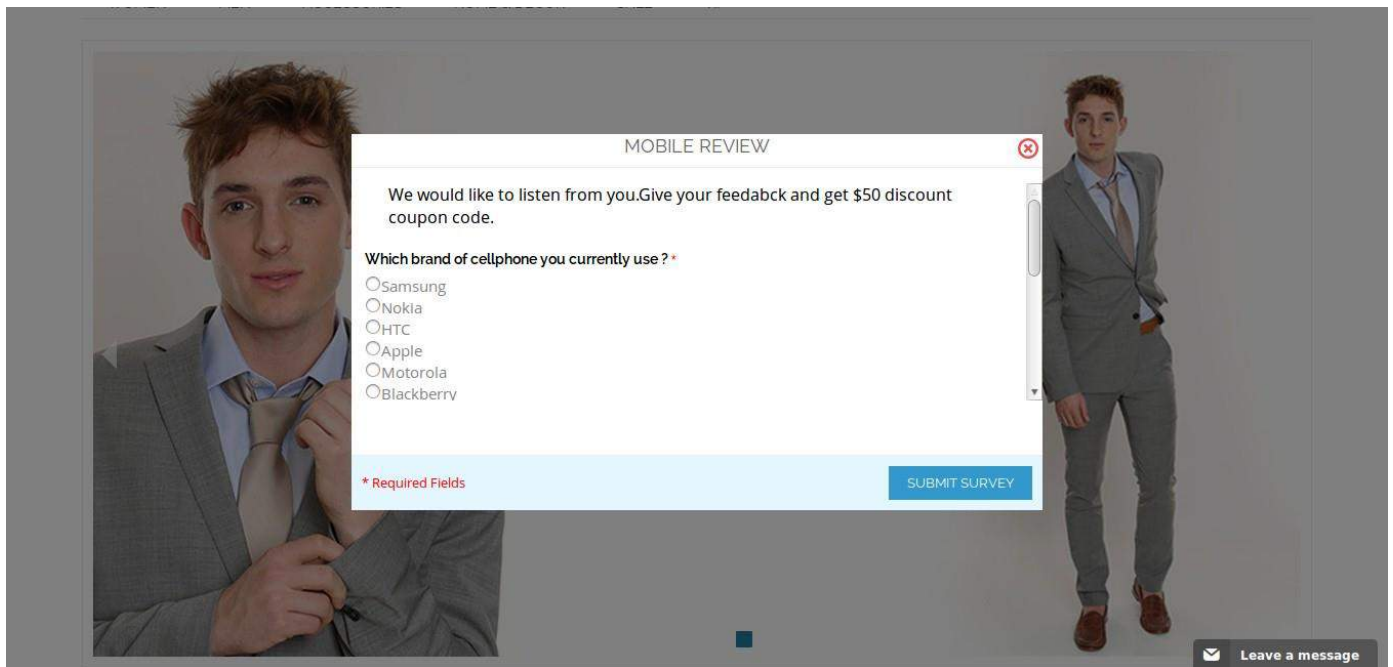 MOBILE REVIEW
We would like to listen from you.Give your feedabck and get $50 discount
coupon code.
Which brand of cellphone you currently use ? *
Samsung
Nokia
HTC
Apple
Motorola
Blackberry
* Required Fields
SUBMIT SURVEY
Leave a message